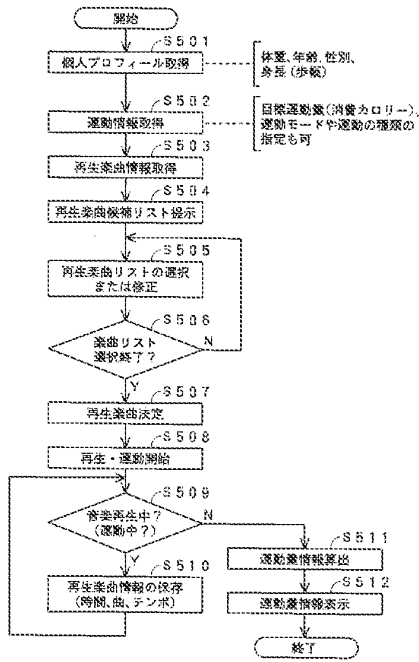 開始
S501
個人プロフィール取得
体重、年齢、性別、
身長(歩幅)
S502
運動情報取得
目標運動量(消費カロリー)、
運動モードや運動の種類の
指定も可
S503
再生楽曲情報取得
S504
再生楽曲候補リスト提示
S505
再生楽曲リストの選択
または修正
S506
楽曲リスト
選択終了?
N
Y
S507
再生楽曲決定
S508
再生・運動開始
S509
音楽再生中?
(運動中?)
N
Y
S510
再生楽曲情報の保存
(時間、曲、テンポ)
S511
運動量情報算出
S512
運動量情報表示
終了